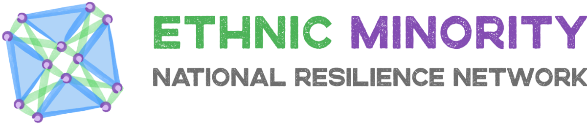 ETHNIC MINORITY
NATIONAL RESILIENCE NETWORK